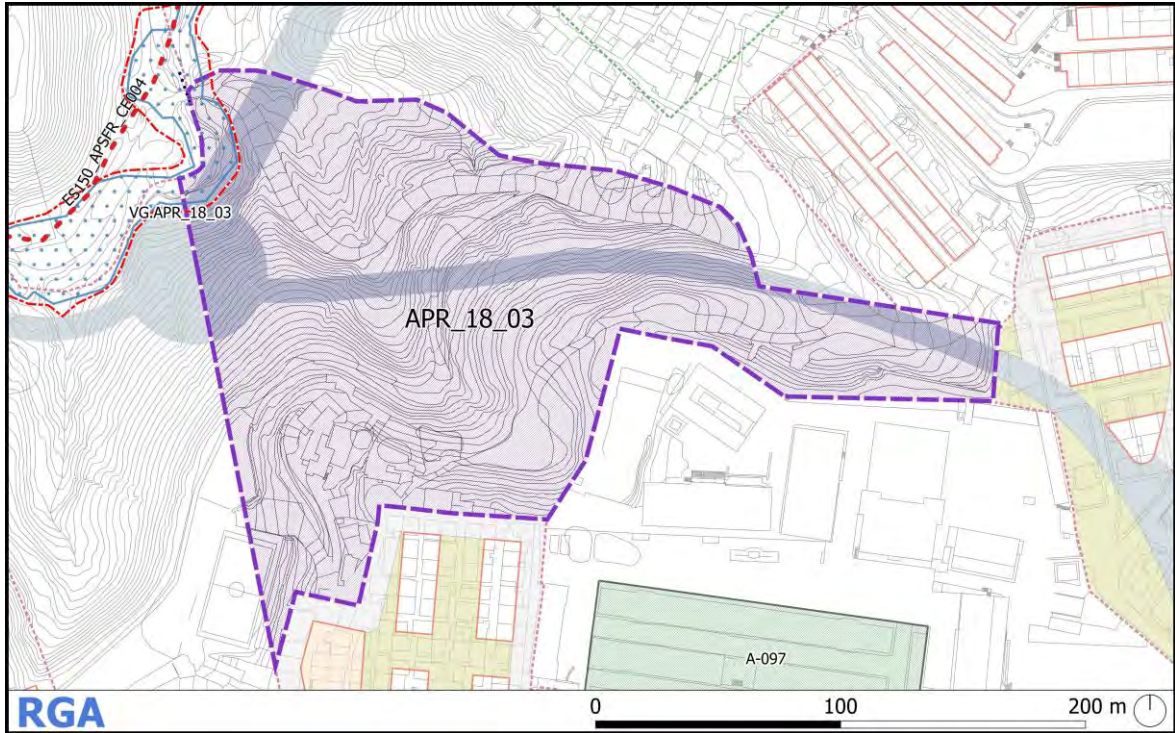 ES150_APSFR_CE004
VG.APR_18_03
APR_18_03
A-097
RGA
0 100 200 m